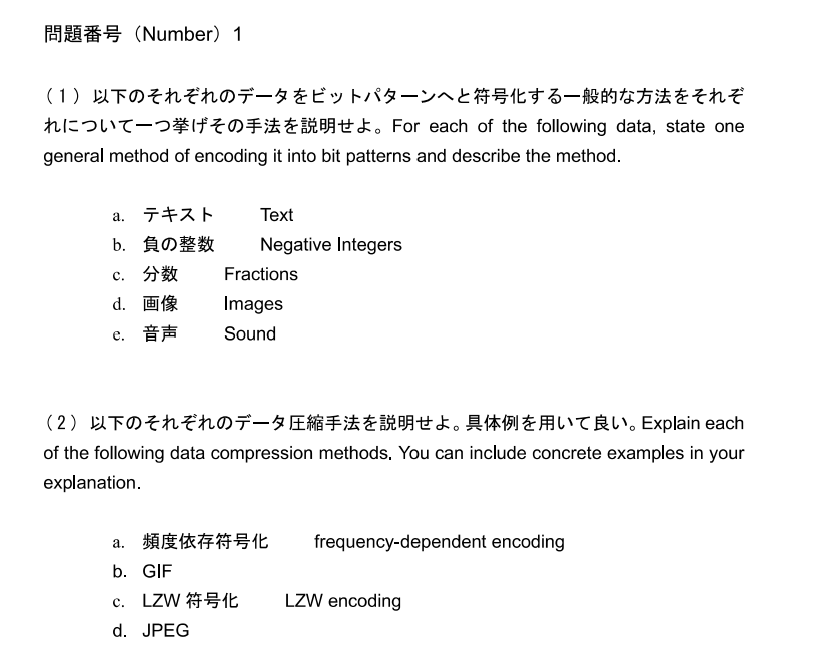 問題番号（Number）1
（1）以下のそれぞれのデータをビットパターンへと符号化する一般的な方法をそれぞ
れについて一つ挙げその手法を説明せよ。For each of the following data, state one
general method of encoding it into bit patterns and describe the method.
a. テキスト Text
b. 負の整数 Negative Integers
c. 分数 Fractions
d. 画像 Images
e. 音声 Sound
（2）以下のそれぞれのデータ圧縮手法を説明せよ。具体例を用いて良い。Explain each
of the following data compression methods. You can include concrete examples in your
explanation.
a. 頻度依存符号化 frequency-dependent encoding
b. GIF
c. LZW 符号化 LZW encoding
d. JPEG